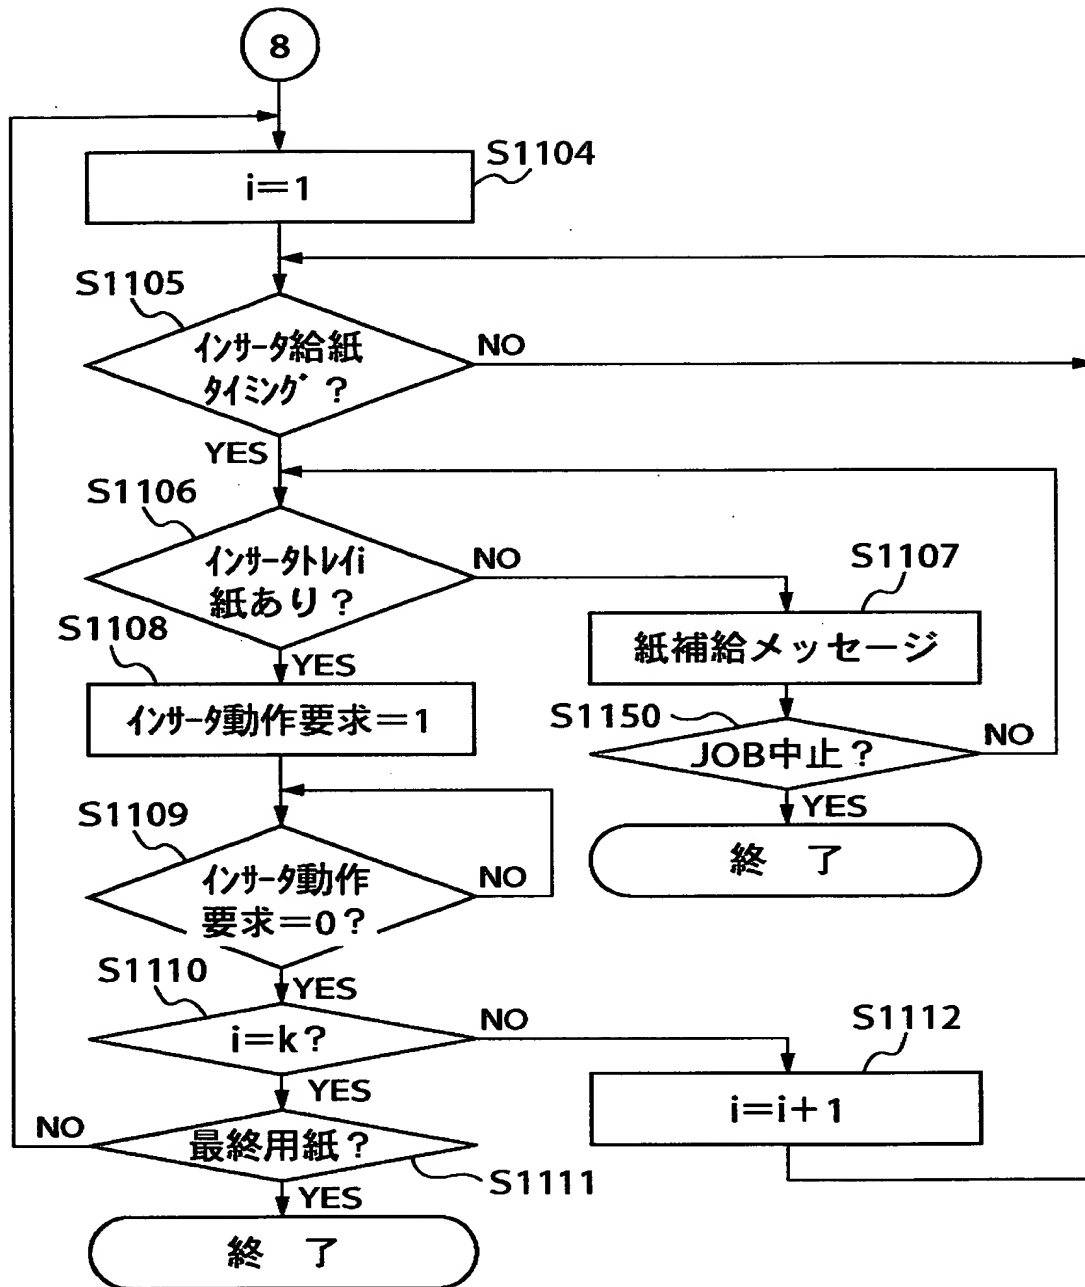 8
S1104
i=1
S1105
インサータ給紙
タイミング?
NO
YES
S1106
インサータトレイi
紙あり?
NO
S1107
紙補給メッセージ
S1108
YES
インサータ動作要求=1
S1150
JOB中止?
NO
YES
終 了
S1109
インサータ動作
要求=0?
NO
S1110
YES
i=k?
NO
S1112
i=i+1
YES
NO
最終用紙?
S1111
YES
終 了